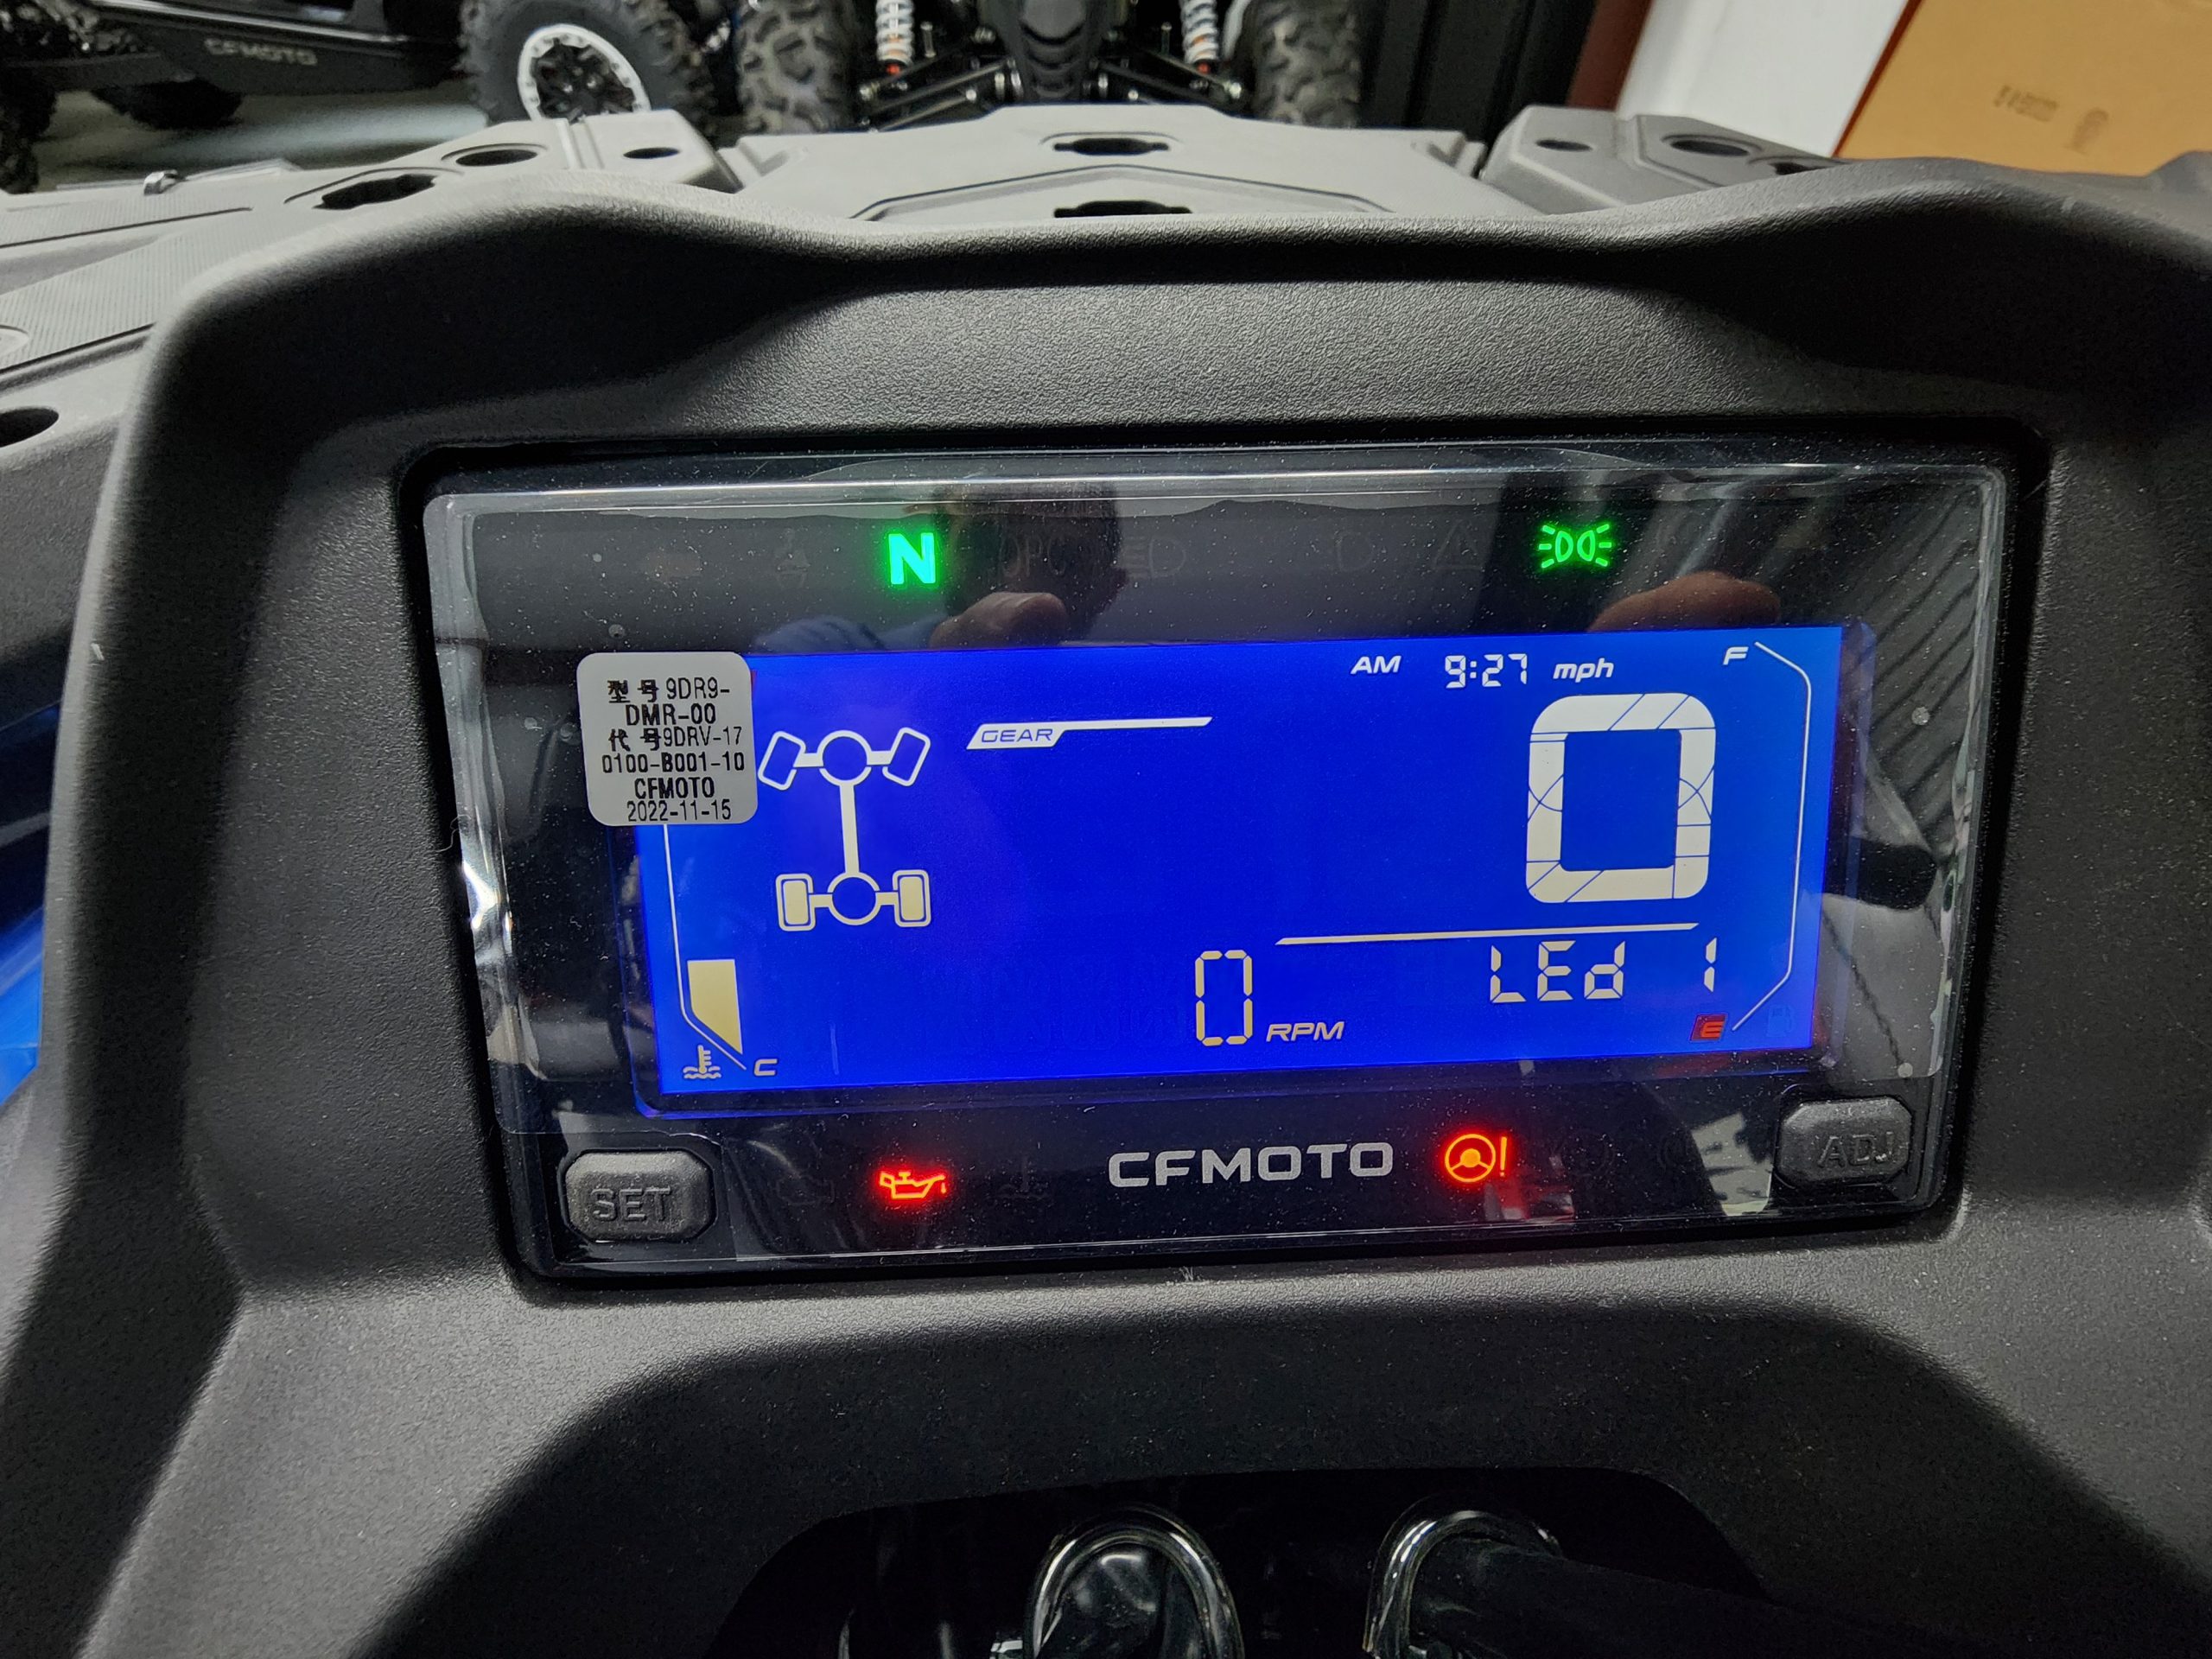 CFMOTO
N
AM 9:27 mph
F
型号9DR9-
DMR-00
代号9DRV-17
0100-B001-10
CFMOTO
2022-11-15
GEAR
0
LEd 1
0 RPM
E
C
SET
CFMOTO
!
ADJ